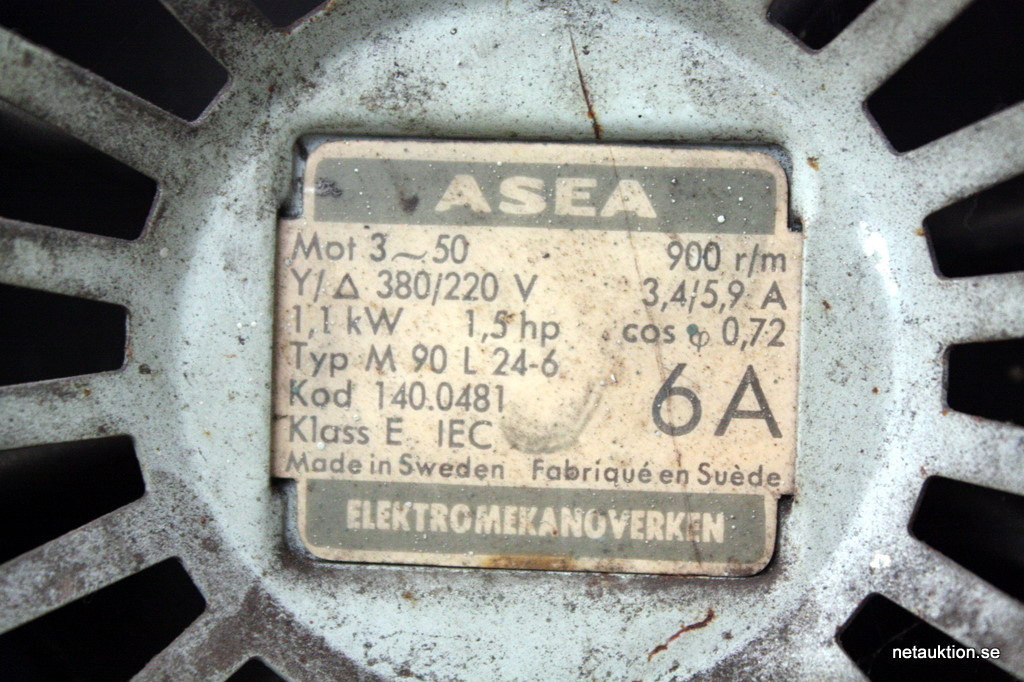 ASEA
Mot 3~50 900 r/m
Y/Δ 380/220 V 3,4/5,9 A
1,1 kW 1,5 hp cos φ 0,72
Typ M 90 L 24-6
Kod 140.0481 6A
Klass E IEC
Made in Sweden Fabriqué en Suède
ELEKTROMEKANOVERKEN
netauktion.se